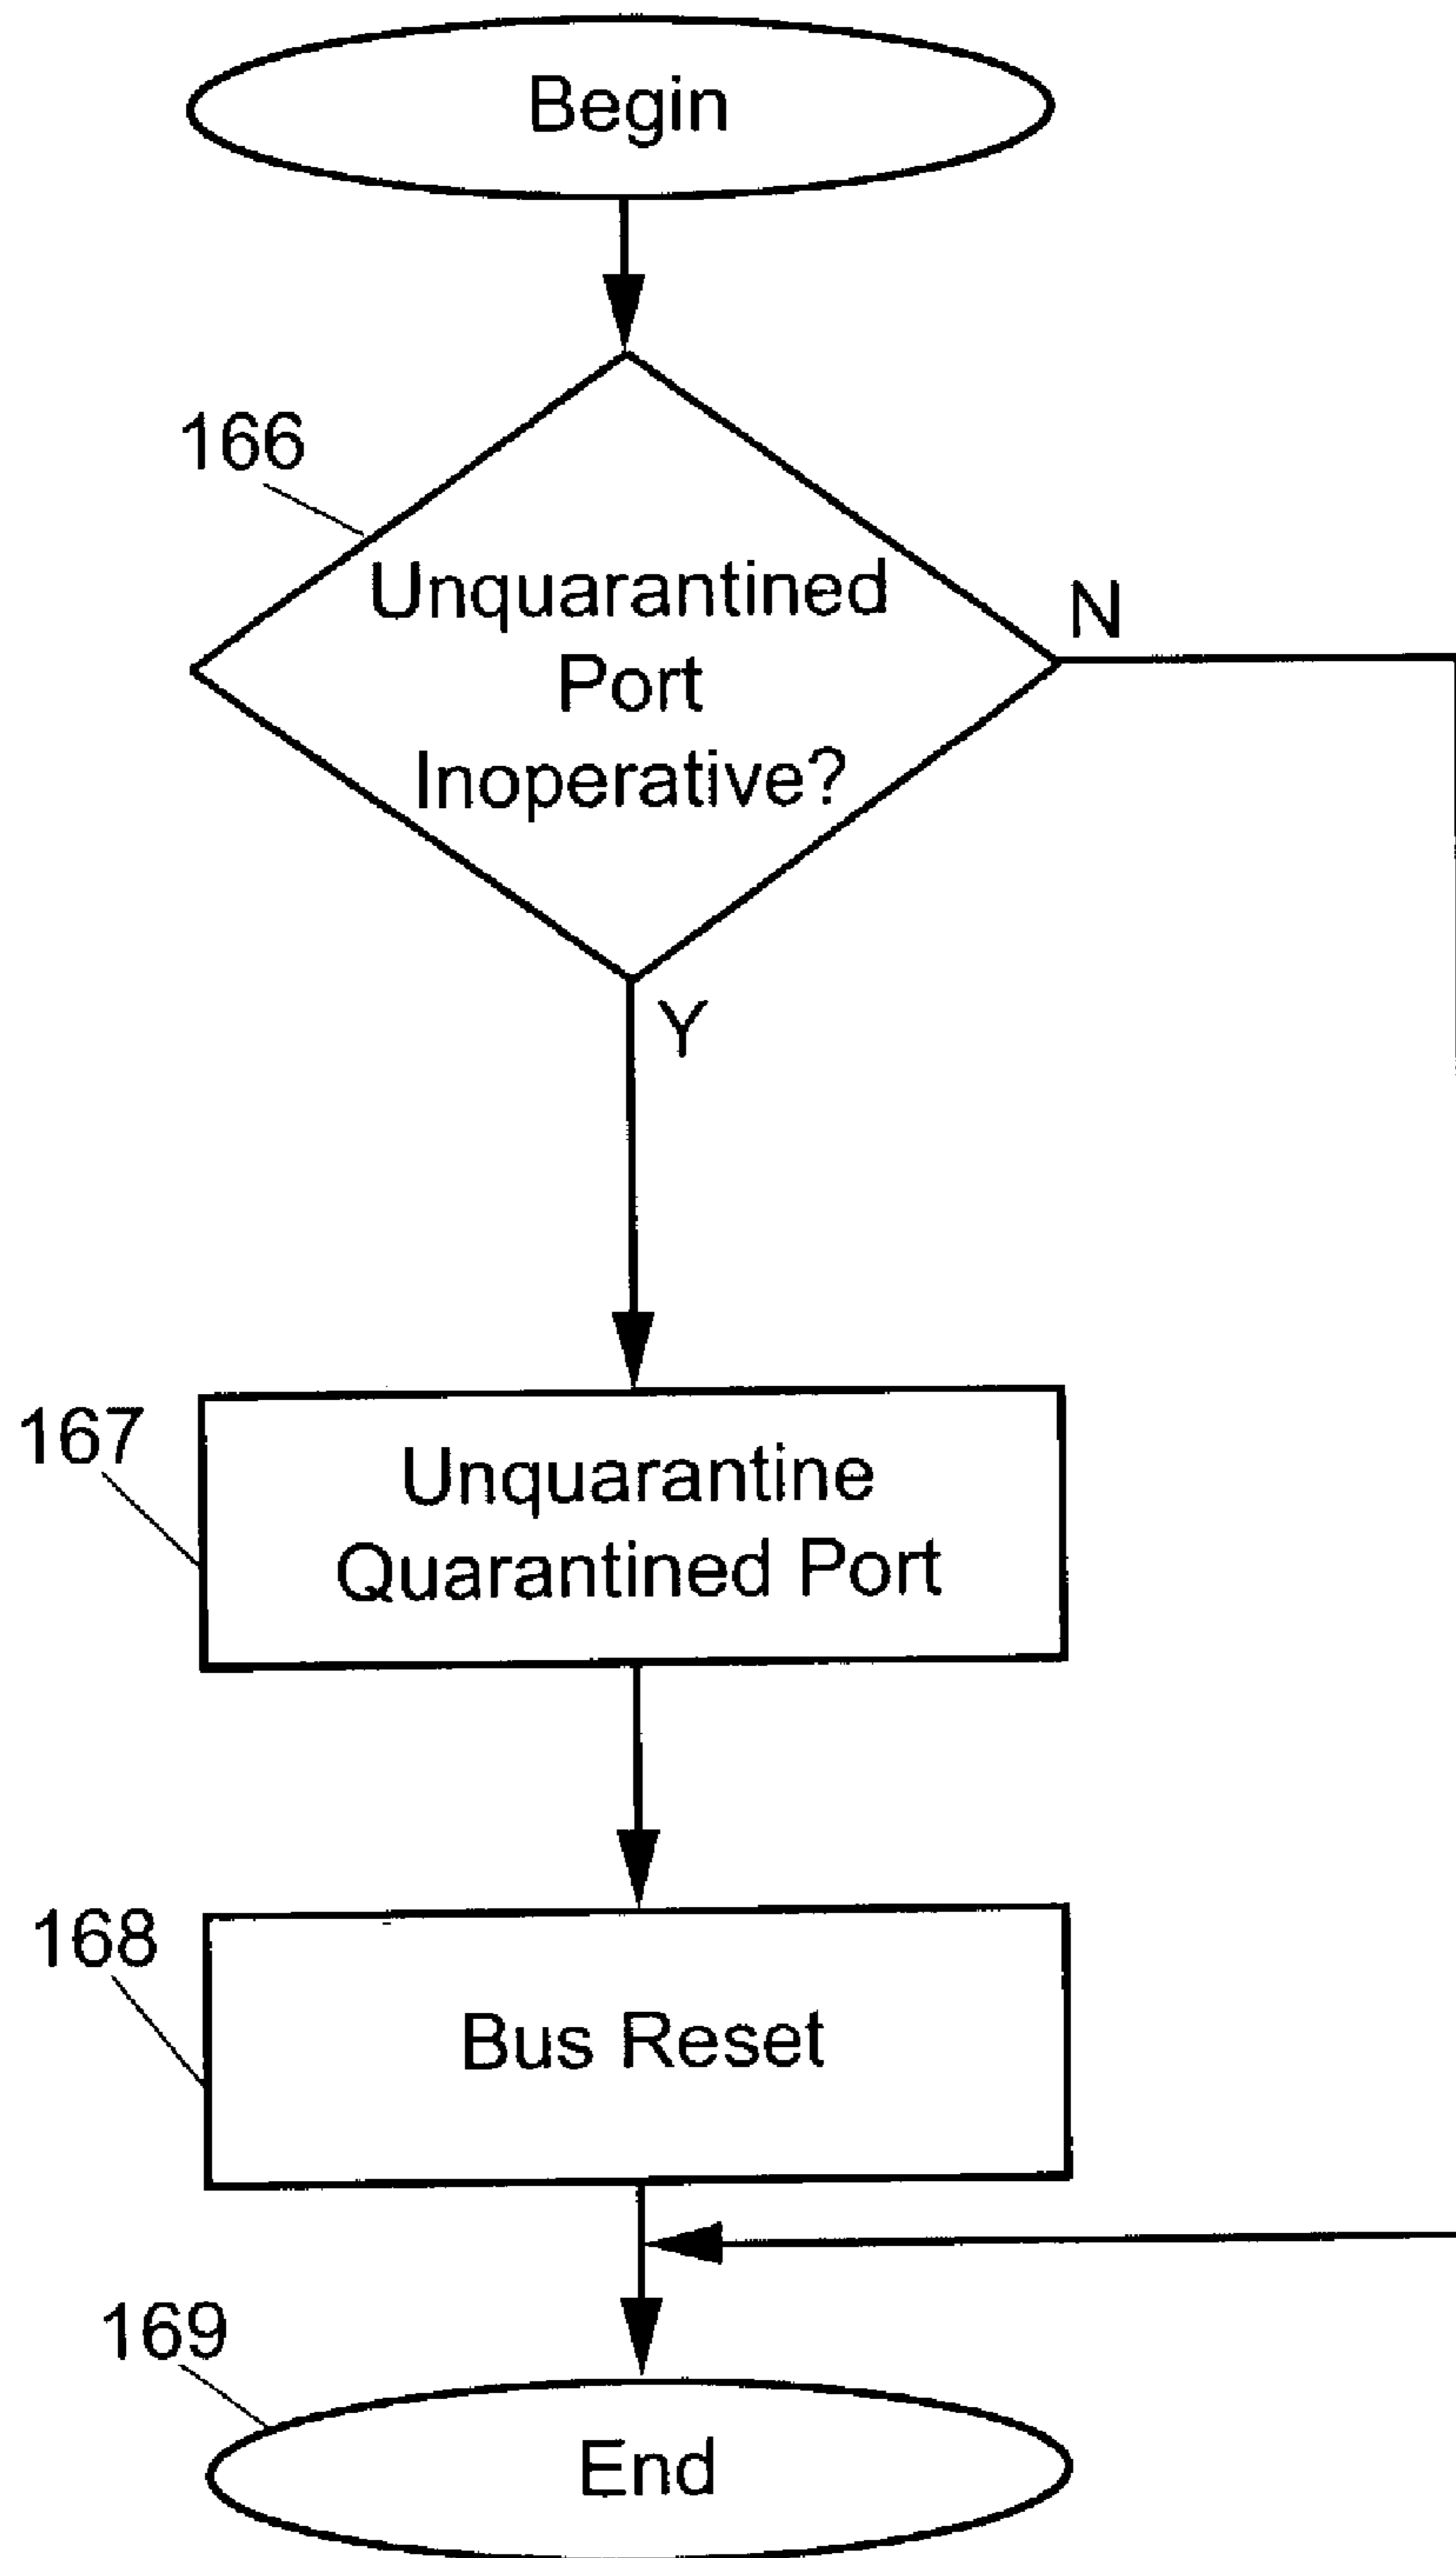 Begin
166
Unquarantined
Port
Inoperative?
N
Y
167
Unquarantine
Quarantined Port
168
Bus Reset
169
End